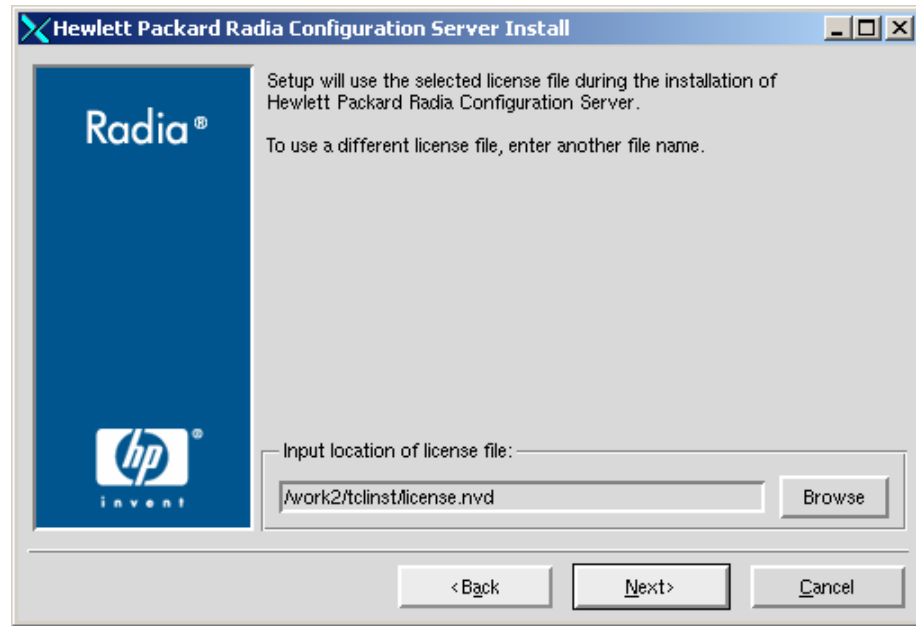 Hewlett Packard Radia Configuration Server Install
Radia®
Setup will use the selected license file during the installation of
Hewlett Packard Radia Configuration Server.
To use a different license file, enter another file name.
hp®
invent
Input location of license file:
/work2/tclinst/license.nvd
Browse
<Back
Next>
Cancel